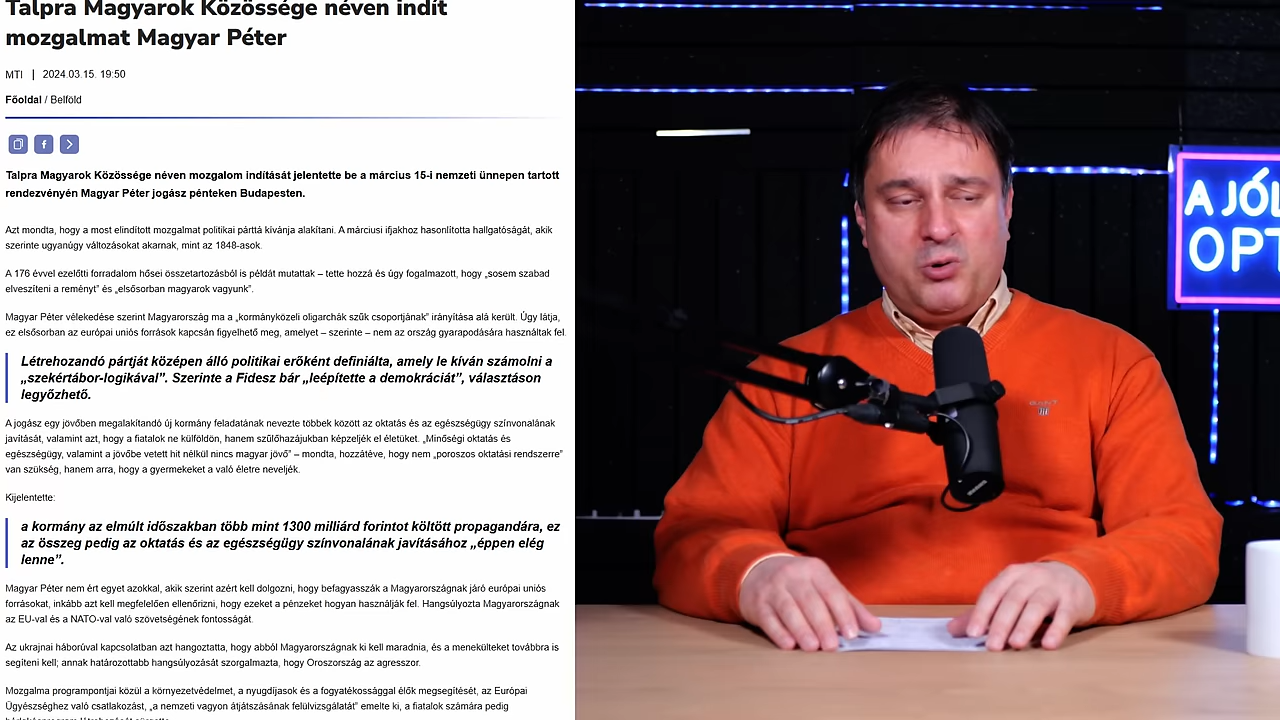 Talpra Magyarok Közössége néven indít
mozgalmat Magyar Péter
MTI | 2024.03.15. 19:50
Főoldal / Belföld
Talpra Magyarok Közössége néven mozgalom indítását jelentette be a március 15-i nemzeti ünnepen tartott
rendezvényén Magyar Péter jogász pénteken Budapesten.
Azt mondta, hogy a most elindított mozgalmat politikai párttá kívánja alakítani. A márciusi ifjakhoz hasonlította hallgatóságát, akik
szerinte ugyanúgy változásokat akarnak, mint az 1848-asok.
A 176 évvel ezelőtti forradalom hősei összetartozásból is példát mutattak – tette hozzá és úgy fogalmazott, hogy „sosem szabad
elveszíteni a reményt” és „elsősorban magyarok vagyunk”.
Magyar Péter vélekedése szerint Magyarország ma a „kormányközeli oligarchák szűk csoportjának” irányítása alá került. Úgy látja,
ez elsősorban az európai uniós források kapcsán figyelhető meg, amelyet – szerinte – nem az ország gyarapodására használtak fel.
Létrehozandó pártját középen álló politikai erőként definiálta, amely le kíván számolni a
„szekértábor-logikával”. Szerinte a Fidesz bár „leépítette a demokráciát”, választáson
legyőzhető.
A jogász egy jövőben megalakítandó új kormány feladatának nevezte többek között az oktatás és az egészségügy színvonalának
javítását, valamint azt, hogy a fiatalok ne külföldön, hanem szülőhazájukban képzeljék el életüket. „Minőségi oktatás és
egészségügy, valamint a jövőbe vetett hit nélkül nincs magyar jövő” – mondta, hozzátéve, hogy nem „poroszos oktatási rendszerre”
van szükség, hanem arra, hogy a gyermekeket a való életre neveljék.
Kijelentette:
a kormány az elmúlt időszakban több mint 1300 milliárd forintot költött propagandára, ez
az összeg pedig az oktatás és az egészségügy színvonalának javításához „éppen elég
lenne”.
Magyar Péter nem ért egyet azokkal, akik szerint azért kell dolgozni, hogy befagyasszák a Magyarországnak járó európai uniós
forrásokat, inkább azt kell megfelelően ellenőrizni, hogy ezeket a pénzeket hogyan használják fel. Hangsúlyozta Magyarországnak
az EU-val és a NATO-val való szövetségének fontosságát.
Az ukrajnai háborúval kapcsolatban azt hangoztatta, hogy abból Magyarországnak ki kell maradnia, és a menekülteket továbbra is
segíteni kell; annak határozottabb hangsúlyozását szorgalmazta, hogy Oroszország az agresszor.
Mozgalma programpontjai közül a környezetvédelmet, a nyugdíjasok és a fogyatékossággal élők megsegítését, az Európai
Ügyészséghez való csatlakozást, „a nemzeti vagyon átjátszásának felülvizsgálatát” emelte ki, a fiatalok számára pedig
A JÓL
OPT
GANT